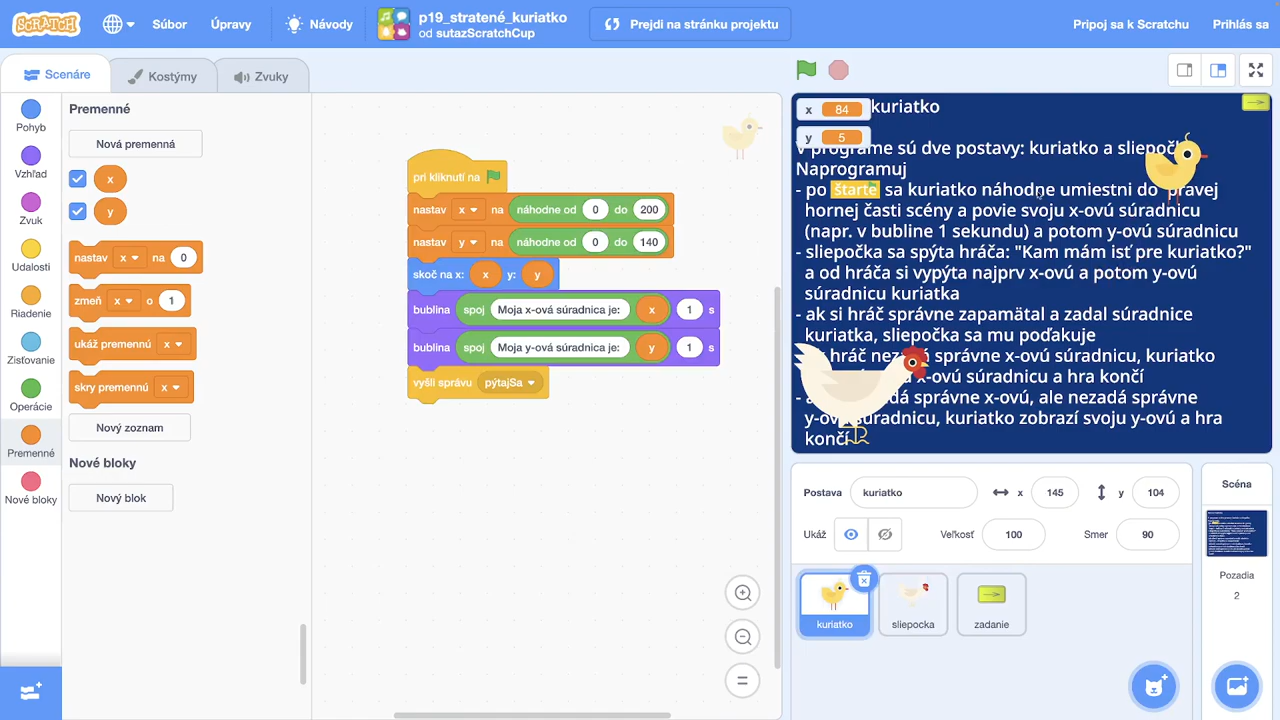 SCRATCH
Súbor
Úpravy
Návody
p19_stratené_kuriatko
od sutazScratchCup
Prejdi na stránku projektu
Pripoj sa k Scratchu
Prihlás sa
Scenáre
Kostýmy
Zvuky
Pohyb
Vzhľad
Zvuk
Udalosti
Riadenie
Zisťovanie
Operácie
Premenné
Nové bloky
Premenné
Nová premenná
x
y
nastav x na 0
zmeň x o 1
ukáž premennú x
skry premennú x
Nový zoznam
Nové bloky
Nový blok
pri kliknutí na
nastav x na náhodne od 0 do 200
nastav y na náhodne od 0 do 140
skoč na x: x y: y
bublina spoj Moja x-ová súradnica je: x 1 s
bublina spoj Moja y-ová súradnica je: y 1 s
vyšli správu pýtajSa
x 84
y 5
kuriatko
programe sú dve postavy: kuriatko a sliepoč
Naprogramuj
- po štarte sa kuriatko náhodne umiestni do pravej
hornej časti scény a povie svoju x-ovú súradnicu
(napr. v bubline 1 sekundu) a potom y-ovú súradnicu
- sliepočka sa spýta hráča: "Kam mám isť pre kuriatko?"
a od hráča si vypýta najprv x-ovú a potom y-ovú
súradnicu kuriatka
- ak si hráč správne zapamätal a zadal súradnice
kuriatka, sliepočka sa mu poďakuje
hráč nezadá správne x-ovú súradnicu, kuriatko
x-ovú súradnicu a hra končí
správne x-ovú, ale nezadá správne
y-ovú súradnicu, kuriatko zobrazí svoju y-ovú a hra
končí
Postava
kuriatko
x
145
y
104
Ukáž
Veľkosť
100
Smer
90
kuriatko
sliepocka
zadanie
Scéna
Pozadia
2